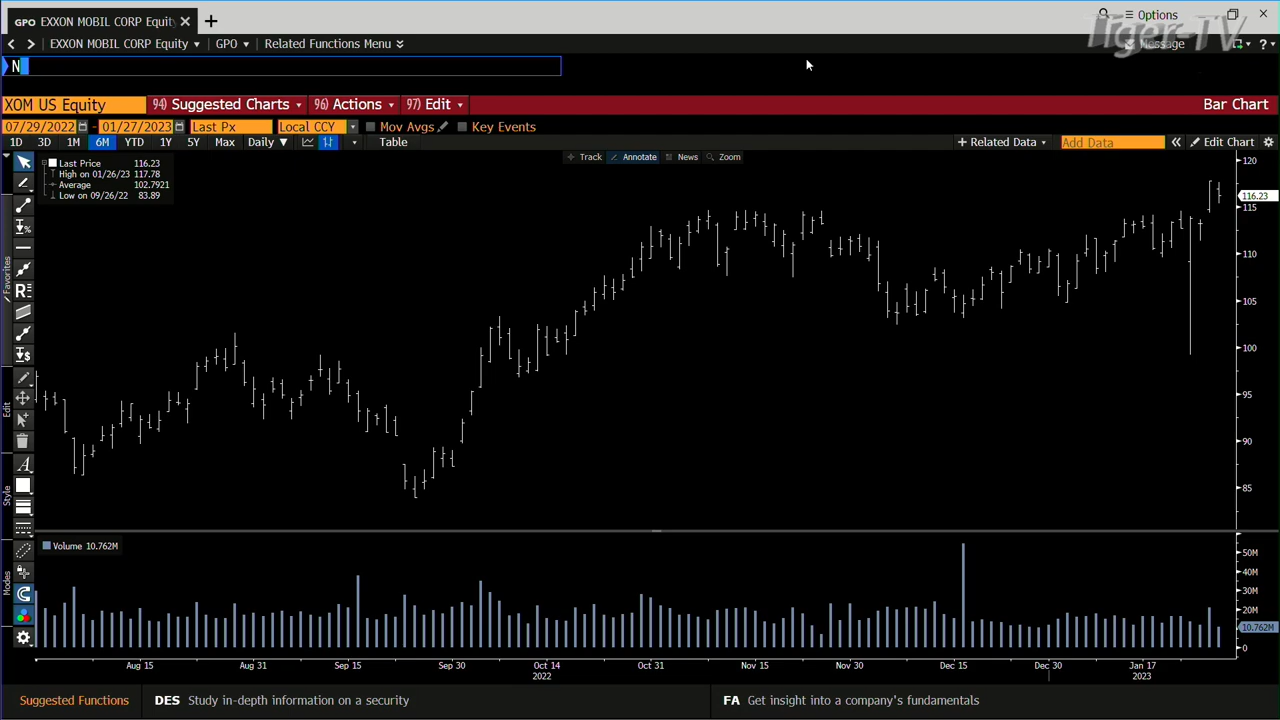 GPO EXXON MOBIL CORP Equity
Options
EXXON MOBIL CORP Equity GPO Related Functions Menu
Message
Tiger-TV
N
XOM US Equity 94) Suggested Charts 96) Actions 97) Edit Bar Chart
07/29/2022 - 01/27/2023 Last Px Local CCY Mov Avgs Key Events
1D 3D 1M 6M YTD 1Y 5Y Max Daily Table + Related Data Add Data Edit Chart
Track Annotate News Zoom
Last Price 116.23
High on 01/26/23 117.78
Average 102.7921
Low on 09/26/22 83.89
120
116.23
115
110
105
100
95
90
85
Favorites
Edit
Style
Modes
Volume 10.762M
50M
40M
30M
20M
10.762M
0
Aug 15 Aug 31 Sep 15 Sep 30 Oct 14 Oct 31 Nov 15 Nov 30 Dec 15 Dec 30 Jan 17
2022 2023
Suggested Functions DES Study in-depth information on a security FA Get insight into a company's fundamentals